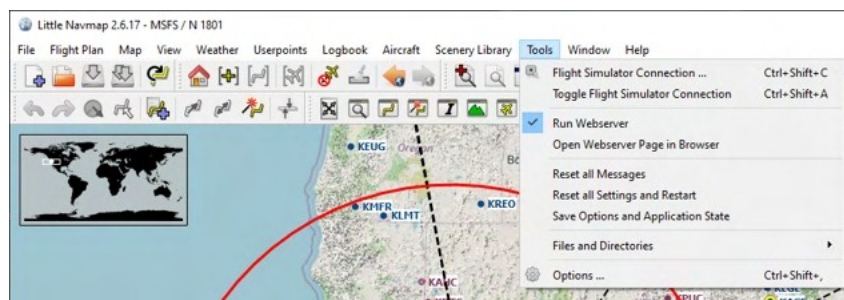 Little Navmap 2.6.17 - MSFS / N 1801
File Flight Plan Map View Weather Userpoints Logbook Aircraft Scenery Library Tools Window Help
Flight Simulator Connection ... Ctrl+Shift+C
Toggle Flight Simulator Connection Ctrl+Shift+A
Run Webserver
Open Webserver Page in Browser
Reset all Messages
Reset all Settings and Restart
Save Options and Application State
Files and Directories
Options ... Ctrl+Shift+,
KEUG
Oregon
KMFR
KLMT
KREO